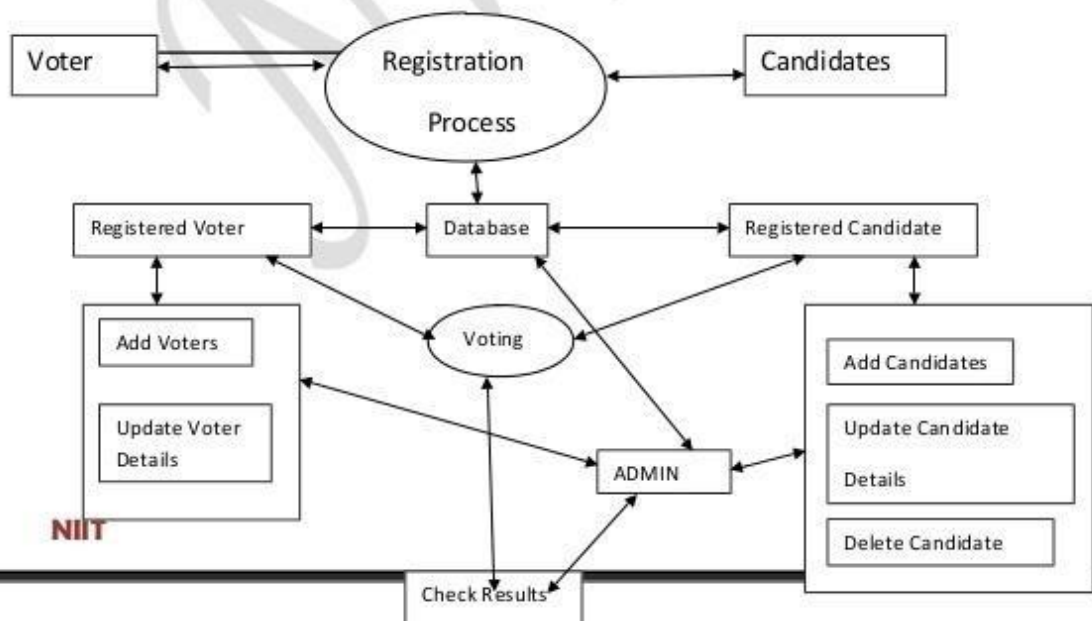 Voter
Registration
Process
Candidates
Registered Voter
Database
Registered Candidate
Add Voters
Update Voter
Details
Voting
ADMIN
Add Candidates
Update Candidate
Details
Delete Candidate
NIIT
Check Results